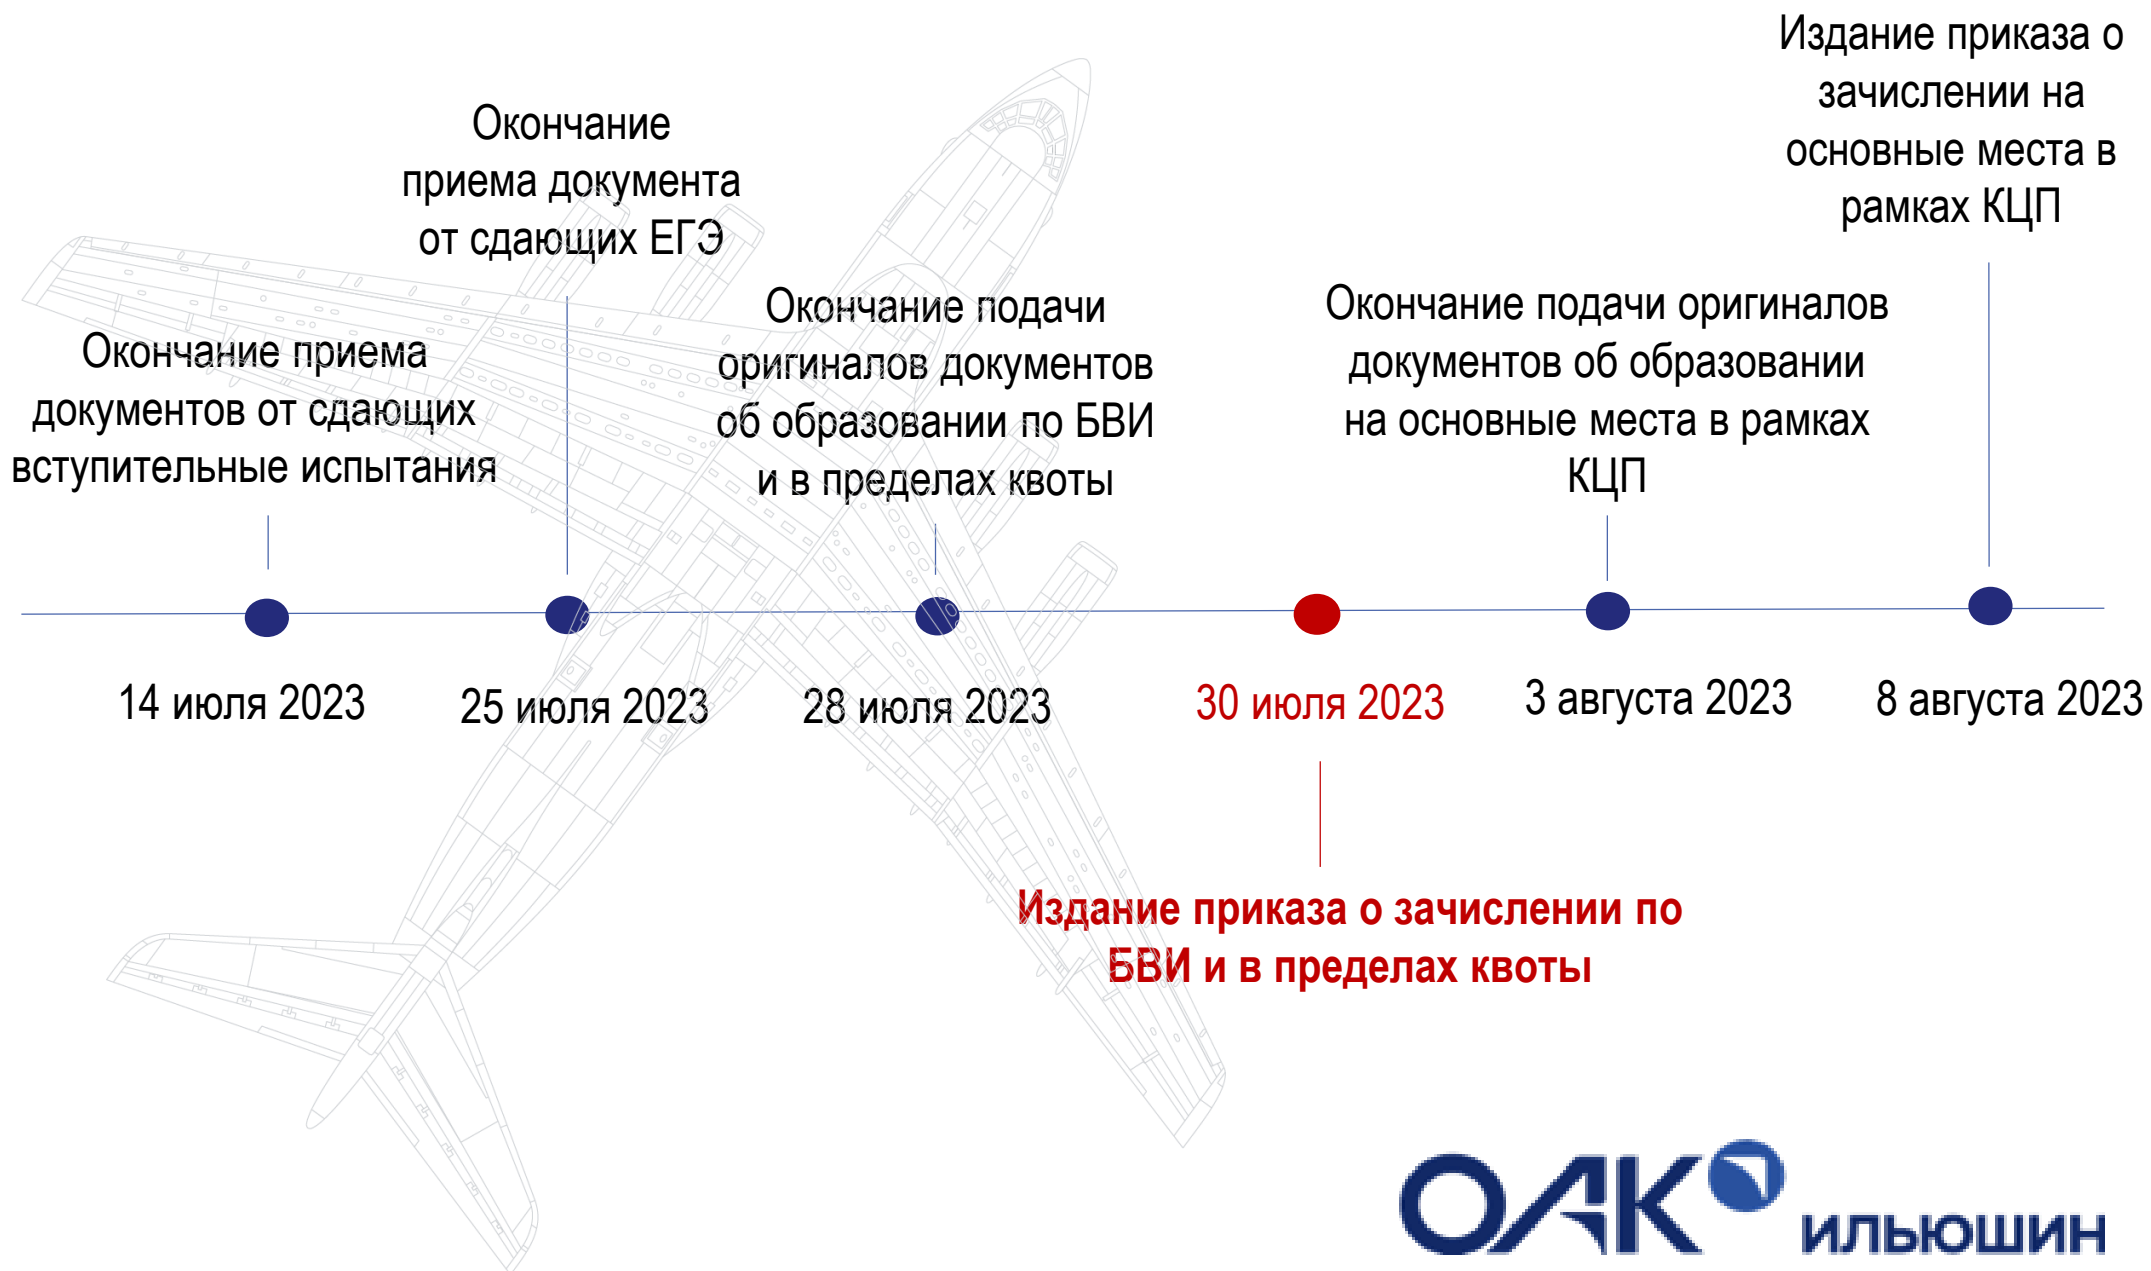 Издание приказа о
зачислении на
основные места в
рамках КЦП
Окончание
приема документа
от сдающих ЕГЭ
Окончание подачи
оригиналов документов
об образовании по БВИ
и в пределах квоты
Окончание подачи оригиналов
документов об образовании
на основные места в рамках
КЦП
Окончание приема
документов от сдающих
вступительные испытания
14 июля 2023
25 июля 2023
28 июля 2023
30 июля 2023
3 августа 2023
8 августа 2023
Издание приказа о зачислении по
БВИ и в пределах квоты
ОАК
ИЛЬЮШИН